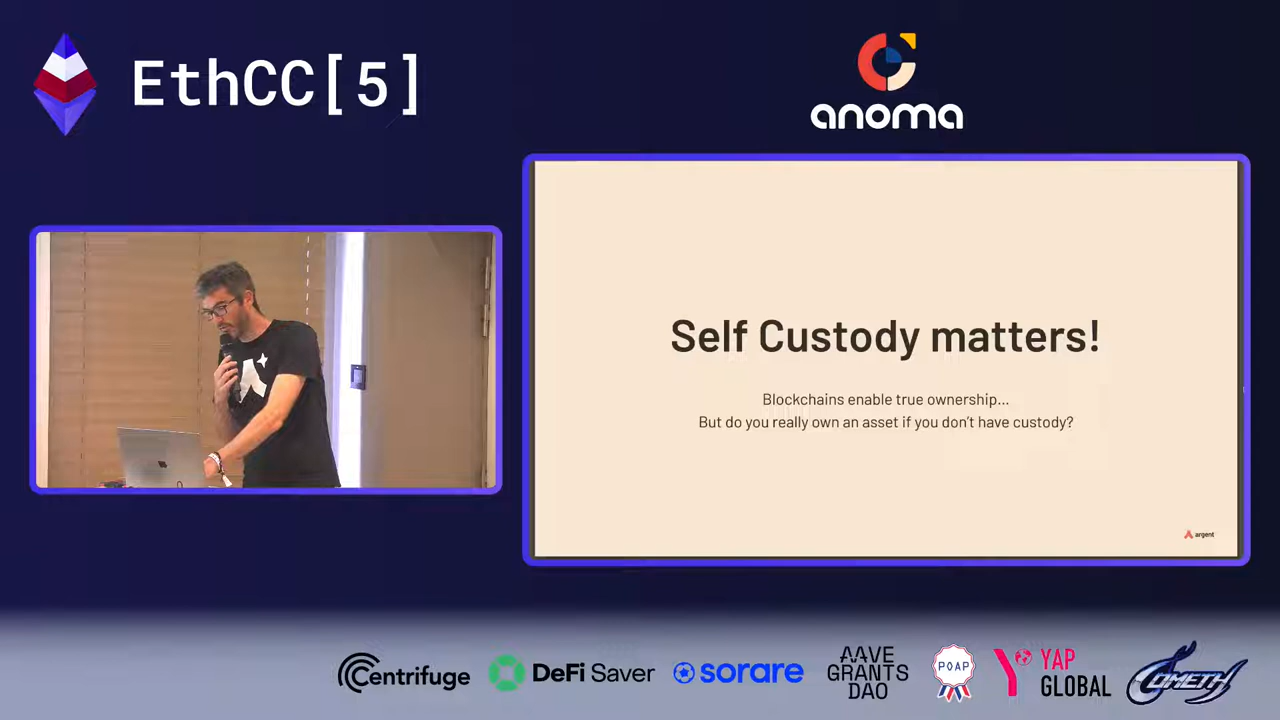 EthCC[5]
anoma
Self Custody matters!
Blockchains enable true ownership...
But do you really own an asset if you don't have custody?
argent
Centrifuge
DeFi Saver
sorare
AAVE
GRANTS
DAO
POAP
YAP
GLOBAL
COMETH